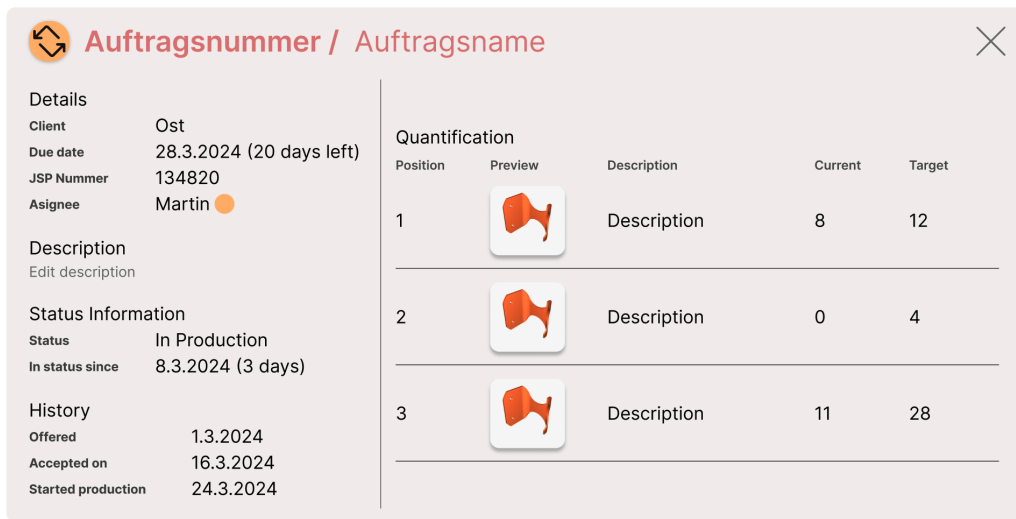 Auftragsnummer / Auftragsname
Details
Client Ost
Due date 28.3.2024 (20 days left)
JSP Nummer 134820
Asignee Martin
Description
Edit description
Status Information
Status In Production
In status since 8.3.2024 (3 days)
History
Offered 1.3.2024
Accepted on 16.3.2024
Started production 24.3.2024
Quantification
Position Preview Description Current Target
1 Description 8 12
2 Description 0 4
3 Description 11 28